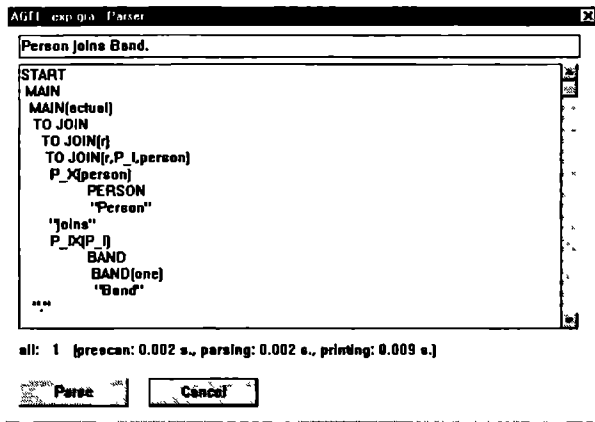 AGFL exp.gra Parser
Person joins Band.
START
MAIN
MAIN(actual)
TO JOIN
TO JOIN(r)
TO JOIN(r,P_I,person)
P_X(person)
PERSON
"Person"
"joins"
P_IX(P_I)
BAND
BAND(one)
"Band"
"."
all: 1 (prescan: 0.002 s., parsing: 0.002 s., printing: 0.009 s.)
Parse Cancel